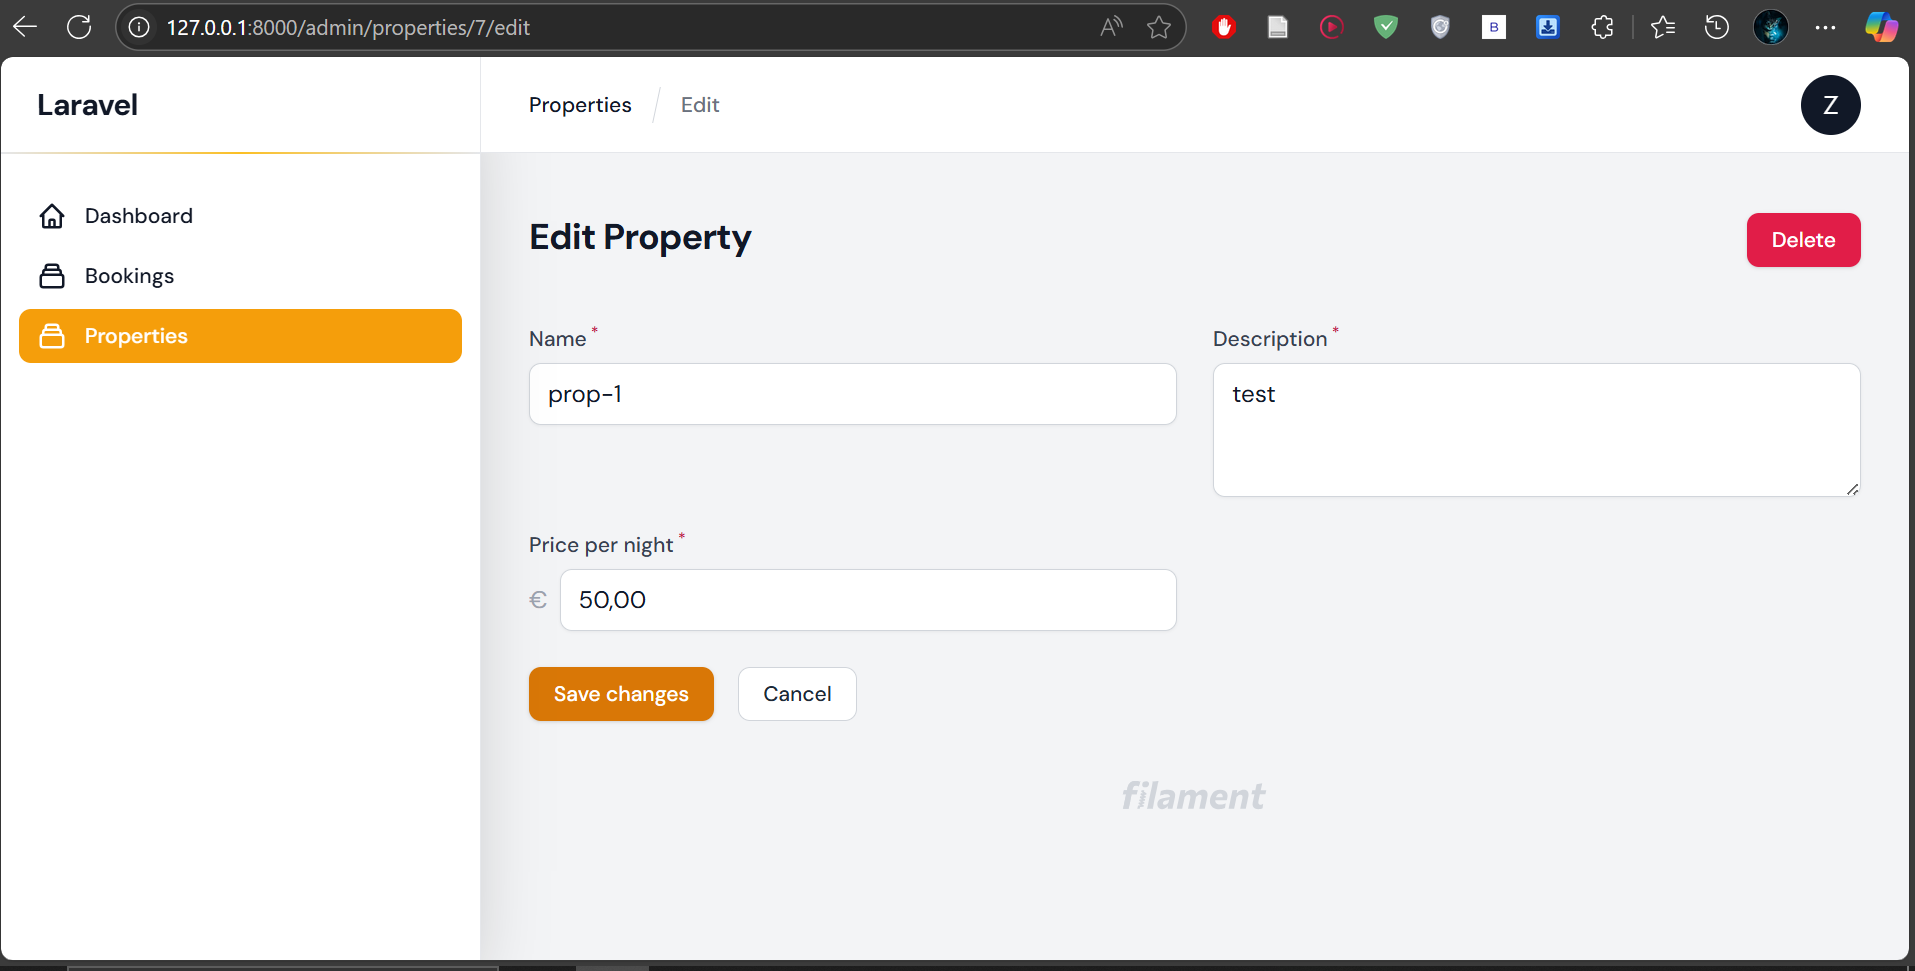 127.0.0.1:8000/admin/properties/7/edit
Laravel
Properties / Edit
Z
Dashboard
Bookings
Properties
Edit Property
Delete
Name *
prop-1
Description *
test
Price per night *
€ 50,00
Save changes
Cancel
filament